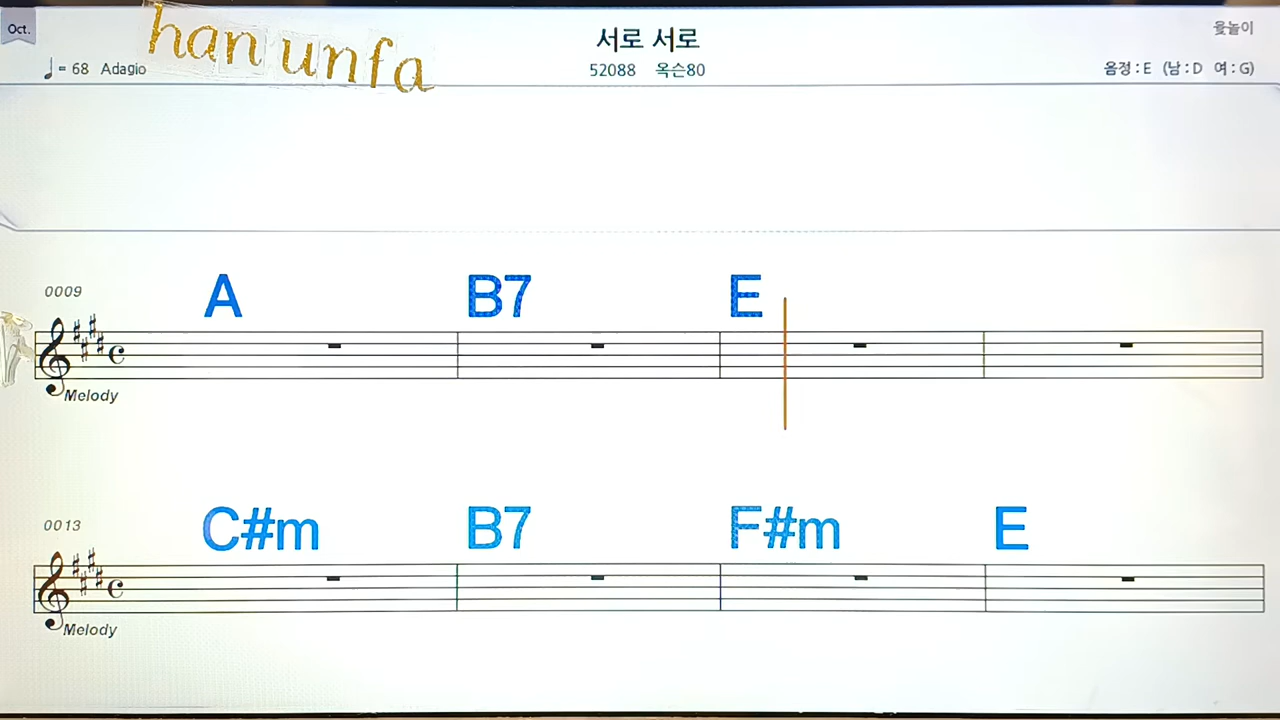 Oct.
han unfa
서로 서로
윷놀이
♩= 68 Adagio
52088 옥슨80
음정 : E (남 : D 여 : G)
0009
A B7 E
Melody
0013
C#m B7 F#m E
Melody